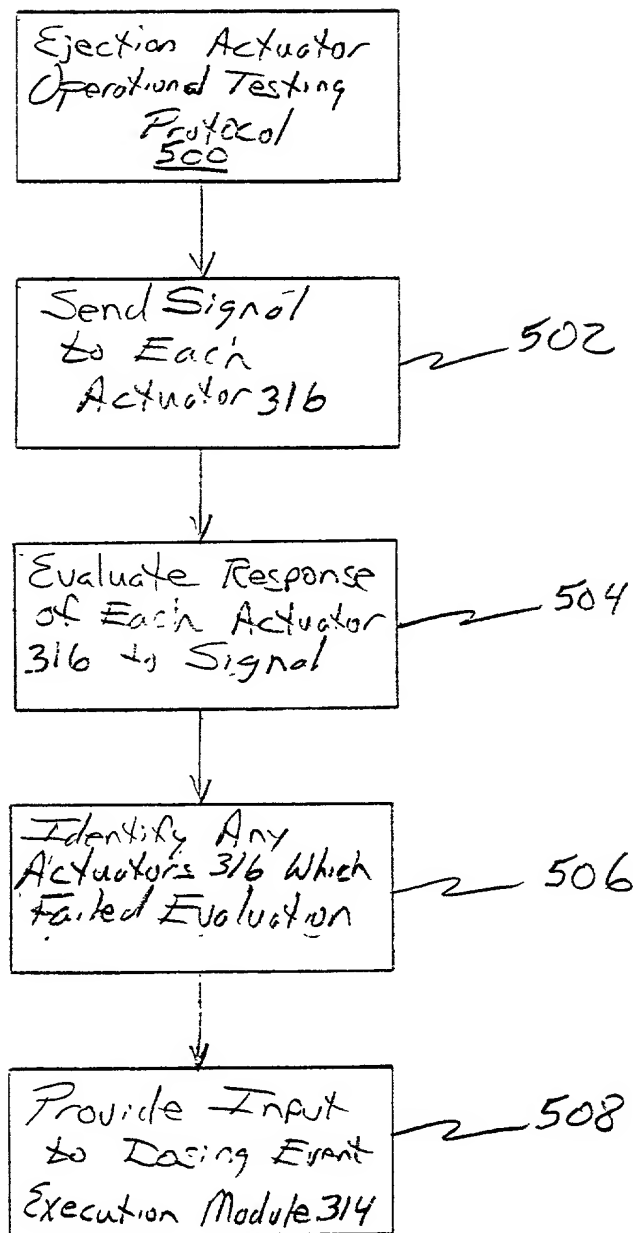 Ejection Actuator
Operational Testing
Protocol
500
Send Signal
to Each
Actuator 316
502
Evaluate Response
of Each Actuator
316 to Signal
504
Identify Any
Actuators 316 Which
Failed Evaluation
506
Provide Input
to Dosing Event
Execution Module 314
508